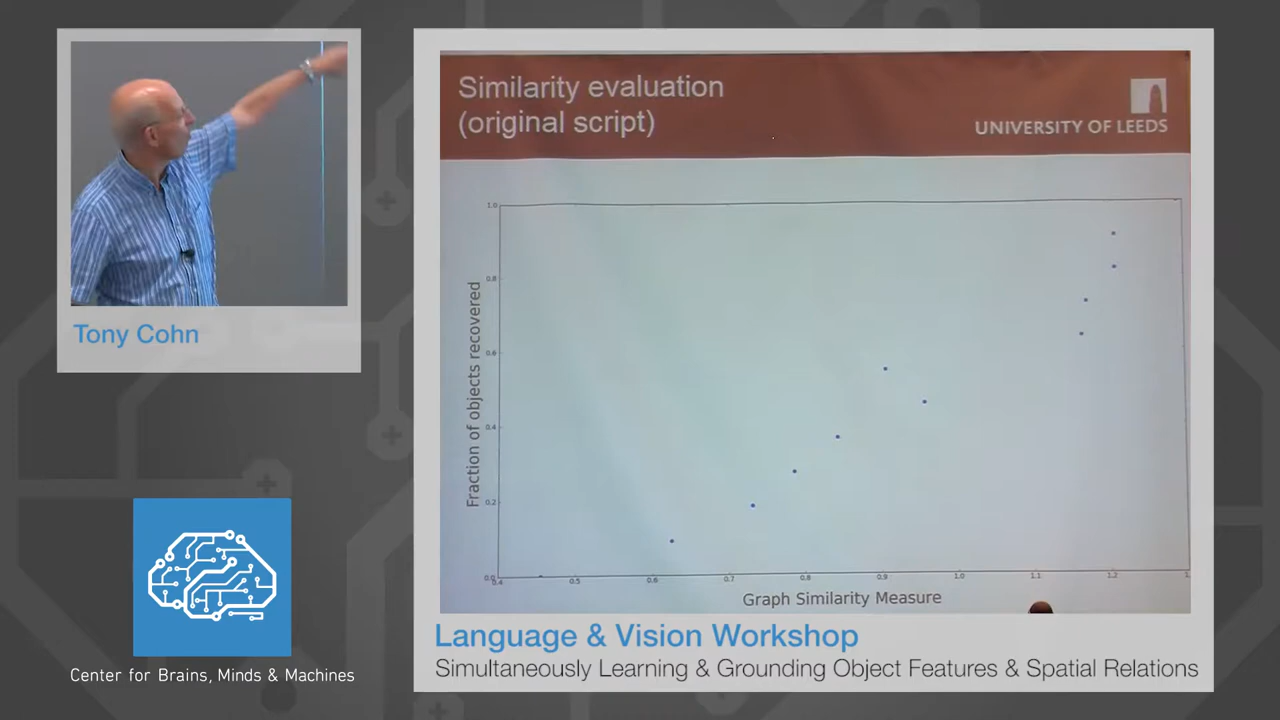 Similarity evaluation
(original script)
UNIVERSITY OF LEEDS
1.0
0.8
0.6
0.4
0.2
0.0
Fraction of objects recovered
0.4
0.5
0.6
0.7
0.8
0.9
1.0
1.1
1.2
Graph Similarity Measure
Tony Cohn
Center for Brains, Minds & Machines
Language & Vision Workshop
Simultaneously Learning & Grounding Object Features & Spatial Relations